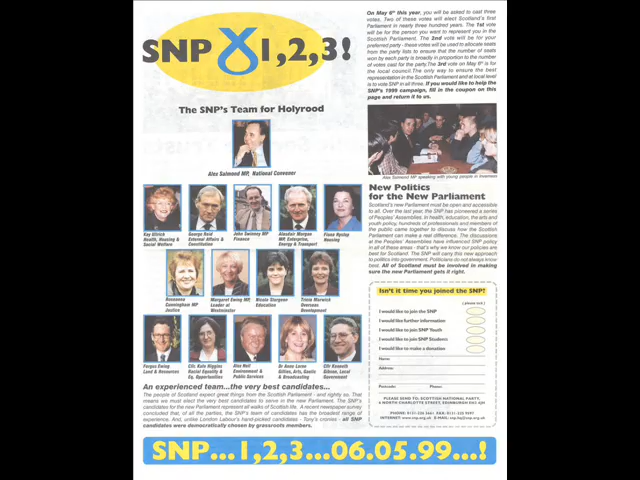 SNP 1,2,3!
The SNP's Team for Holyrood
Alex Salmond MP, National Convener
Kay Ullrich
Health, Housing &
Social Welfare
George Reid
External Affairs &
Constitution
John Swinney MP
Finance
Alasdair Morgan
MP, Enterprise,
Energy & Transport
Fiona Hyslop
Housing
Roseanna
Cunningham MP
Justice
Margaret Ewing MP,
Leader at
Westminster
Nicola Sturgeon
Education
Tricia Marwick
Overseas
Development
Fergus Ewing
Land & Resources
Cllr Kate Higgins
Racial Equality &
Eq. Opportunities
Alex Neil
Environment &
Public Services
Dr Anne Lorne
Gillies, Arts, Gaelic
& Broadcasting
Cllr Kenneth
Gibson, Local
Government
An experienced team...the very best candidates...
The people of Scotland expect great things from the Scottish Parliament - and rightly so. That
means we must elect the very best candidates to serve in the new Parliament. The SNP's
candidates for the new Parliament represent all walks of Scottish life. A recent newspaper survey
concluded that, of all the parties, the SNP's team of candidates has the broadest range of
experience. And, unlike London Labour's hand-picked candidates - Tony's cronies - all SNP
candidates were democratically chosen by grassroots members.
On May 6th this year, you will be asked to cast three
votes. Two of these votes will elect Scotland's first
Parliament in nearly three hundred years. The 1st vote
will be for the person you want to represent you in the
Scottish Parliament. The 2nd vote will be for your
preferred party - these votes will be used to allocate seats
from the party lists to ensure that the number of seats
won by each party is broadly in proportion to the number
of votes cast for the party. The 3rd vote on May 6th is for
the local council. The only way to ensure the best
representation in the Scottish Parliament and at local level
is to vote SNP in all three. If you would like to help the
SNP's 1999 campaign, fill in the coupon on this
page and return it to us.
Alex Salmond MP speaking with young people in Inverness
New Politics
for the New Parliament
Scotland's new Parliament must be open and accessible
to all. Over the last year, the SNP has pioneered a series
of Peoples' Assemblies. In health, education, the arts and
youth policy, hundreds of professionals and members of
the public came together to discuss how the Scottish
Parliament can make a real difference. The discussions
at the Peoples' Assemblies have influenced SNP policy
in all of these areas - that's why we know our policies are
best for Scotland. The SNP will carry this new approach
to politics into government. Politicians do not always know
best. All of Scotland must be involved in making
sure the new Parliament gets it right.
Isn't it time you joined the SNP?
( please tick )
I would like to join the SNP
I would like further information
I would like to join SNP Youth
I would like to join SNP Students
I would like to make a donation
Name:
Address:
Postcode: Phone:
PLEASE SEND TO: SCOTTISH NATIONAL PARTY,
6 NORTH CHARLOTTE STREET, EDINBURGH EH2 4JH
SNP...1,2,3...06.05.99...!